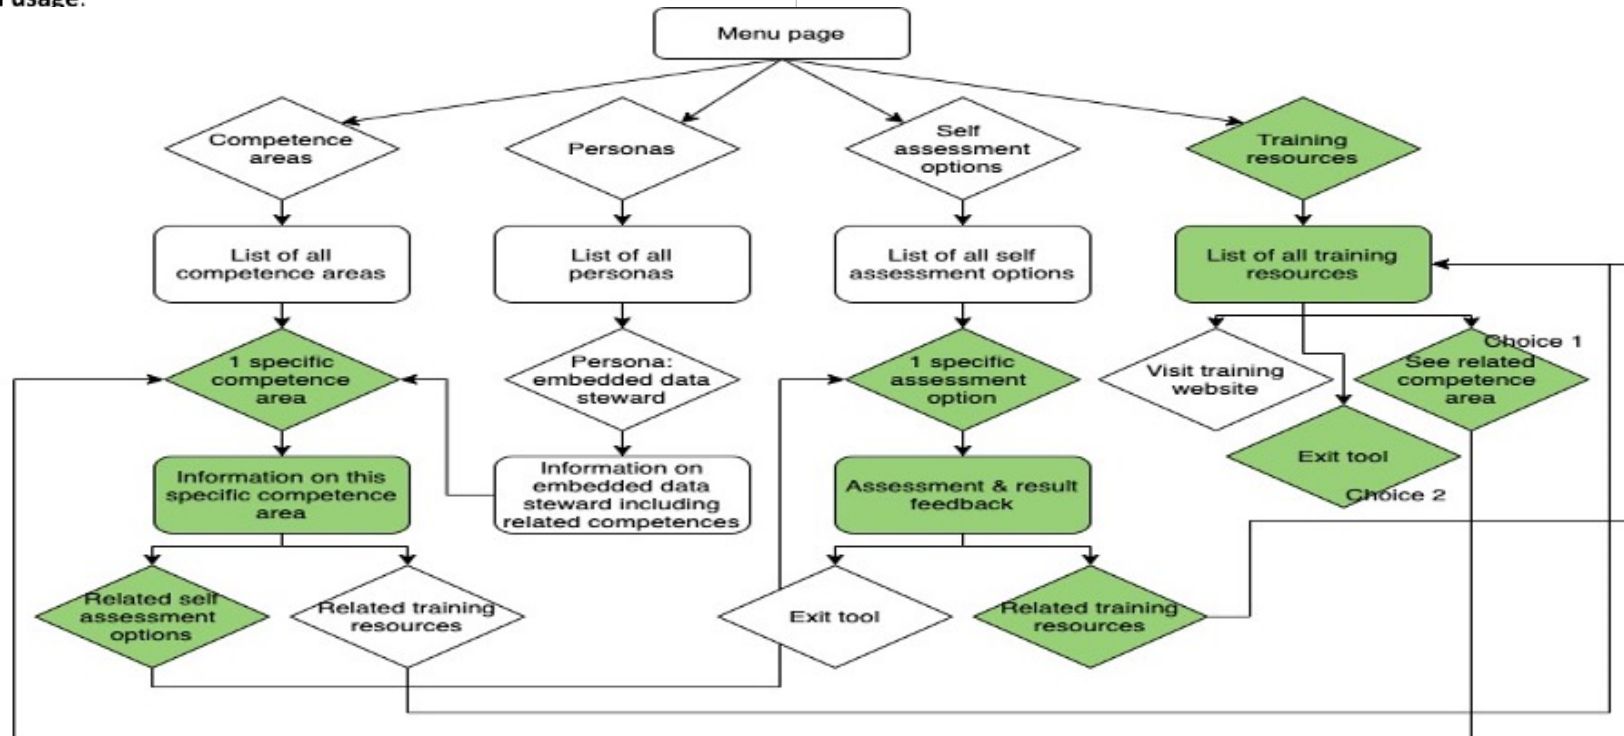 usage.
Menu page
Competence
areas
Personas
Self
assessment
options
Training
resources
List of all
competence areas
List of all
personas
List of all self
assessment options
List of all training
resources
1 specific
competence
area
Persona:
embedded data
steward
1 specific
assessment
option
Visit training
website
Choice 1
See related
competence
area
Exit tool
Choice 2
Information on this
specific competence
area
Information on
embedded data
steward including
related competences
Assessment & result
feedback
Related self
assessment
options
Related training
resources
Exit tool
Related training
resources